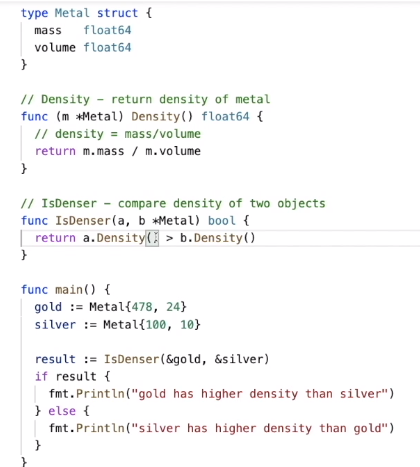 type Metal struct {
  mass   float64
  volume float64
}

// Density – return density of metal
func (m *Metal) Density() float64 {
  // density = mass/volume
  return m.mass / m.volume
}

// IsDenser – compare density of two objects
func IsDenser(a, b *Metal) bool {
  return a.Density() > b.Density()
}

func main() {
  gold := Metal{478, 24}
  silver := Metal{100, 10}

  result := IsDenser(&gold, &silver)
  if result {
    fmt.Println("gold has higher density than silver")
  } else {
    fmt.Println("silver has higher density than gold")
  }
}